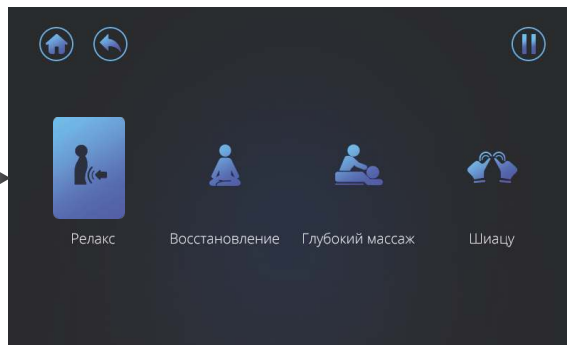 Релакс
Восстановление
Глубокий массаж
Шиацу